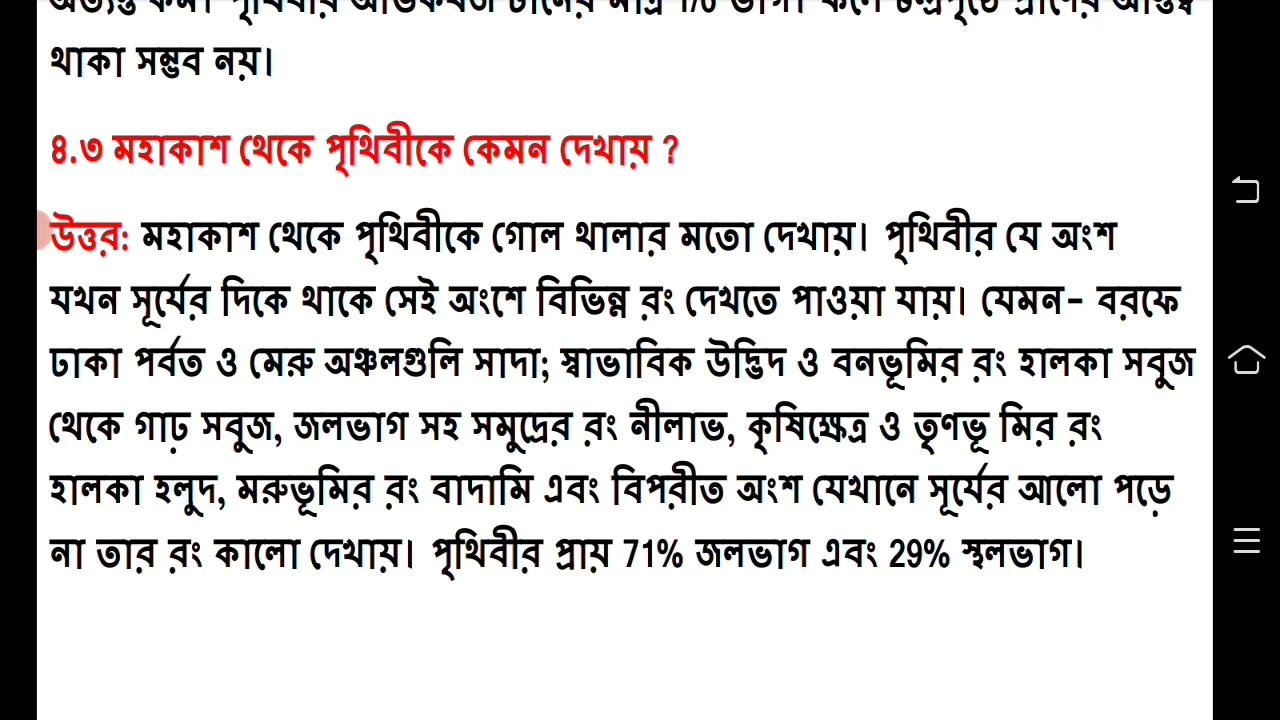 থাকা সম্ভব নয়।
৪.৩ মহাকাশ থেকে পৃথিবীকে কেমন দেখায় ?
উত্তর: মহাকাশ থেকে পৃথিবীকে গোল থালার মতো দেখায়। পৃথিবীর যে অংশ
যখন সূর্যের দিকে থাকে সেই অংশে বিভিন্ন রং দেখতে পাওয়া যায়। যেমন- বরফে
ঢাকা পর্বত ও মেরু অঞ্চলগুলি সাদা; স্বাভাবিক উদ্ভিদ ও বনভূমির রং হালকা সবুজ
থেকে গাঢ় সবুজ, জলভাগ সহ সমুদ্রের রং নীলাভ, কৃষিক্ষেত্র ও তৃণভূ মির রং
হালকা হলুদ, মরুভূমির রং বাদামি এবং বিপরীত অংশ যেখানে সূর্যের আলো পড়ে
না তার রং কালো দেখায়। পৃথিবীর প্রায় 71% জলভাগ এবং 29% স্থলভাগ।